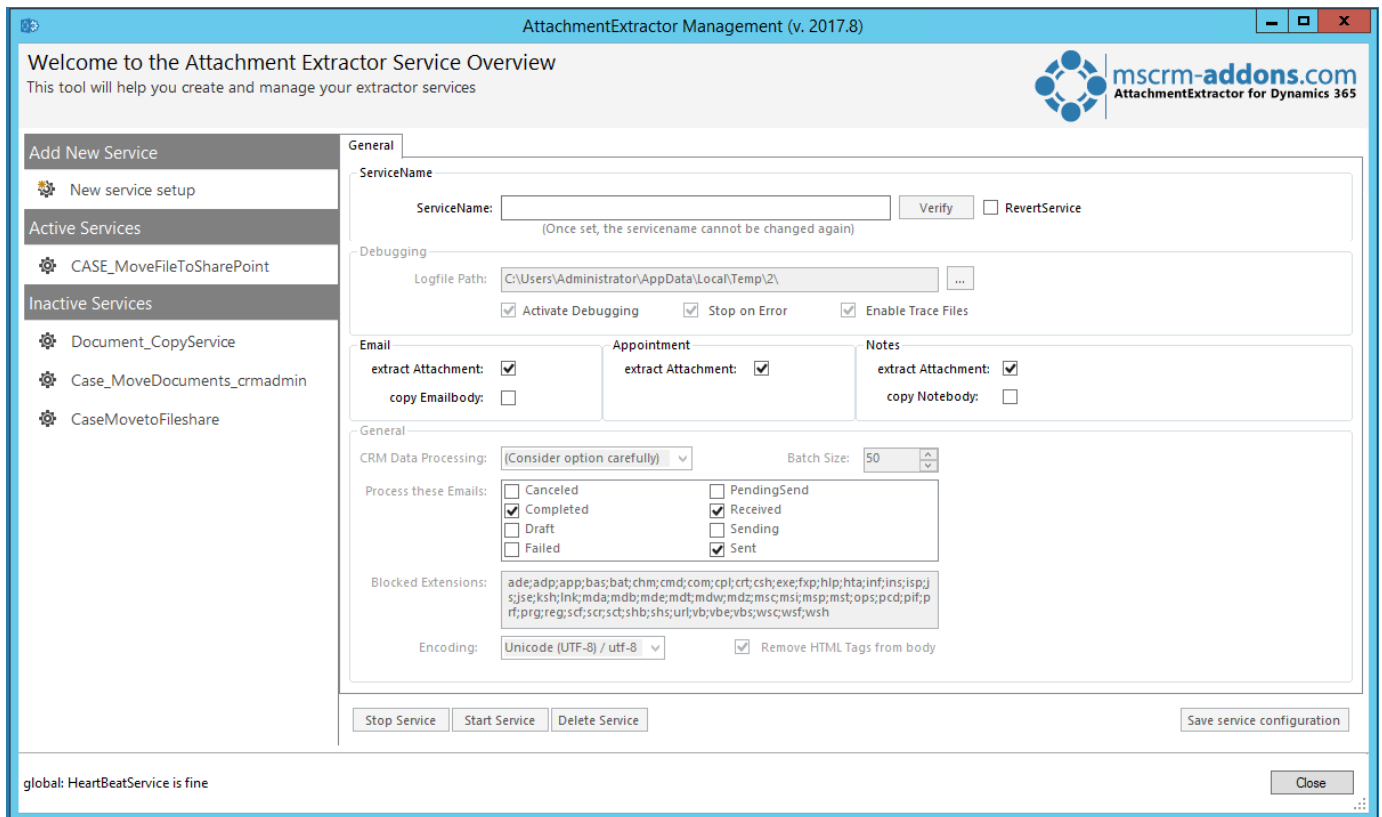 AttachmentExtractor Management (v. 2017.8)
Welcome to the Attachment Extractor Service Overview
This tool will help you create and manage your extractor services
mscrm-addons.com
AttachmentExtractor for Dynamics 365
Add New Service
New service setup
Active Services
CASE_MoveFileToSharePoint
Inactive Services
Document_CopyService
Case_MoveDocuments_crmadmin
CaseMovetoFileshare
General
ServiceName
ServiceName: Verify RevertService
(Once set, the servicename cannot be changed again)
Debugging
Logfile Path: C:\Users\Administrator\AppData\Local\Temp\2\ ...
Activate Debugging Stop on Error Enable Trace Files
Email Appointment Notes
extract Attachment: extract Attachment: extract Attachment:
copy Emailbody: copy Notebody:
General
CRM Data Processing: (Consider option carefully) Batch Size: 50
Process these Emails: Canceled PendingSend
Completed Received
Draft Sending
Failed Sent
Blocked Extensions: ade;adp;app;bas;bat;chm;cmd;com;cpl;crt;csh;exe;fxp;hlp;hta;inf;ins;isp;j
s;jse;ksh;lnk;mda;mdb;mde;mdt;mdw;mdz;msc;msi;msp;mst;ops;pcd;pif;p
rf;prg;reg;scf;scr;sct;shb;shs;url;vb;vbe;vbs;wsc;wsf;wsh
Encoding: Unicode (UTF-8) / utf-8 Remove HTML Tags from body
Stop Service Start Service Delete Service Save service configuration
global: HeartBeatService is fine Close